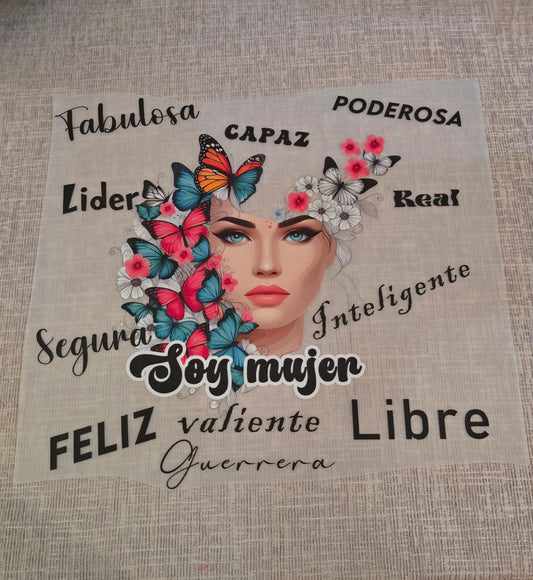 Fabulosa
PODEROSA
CAPAZ
Lider
Real
Inteligente
Segura
Soy mujer
FELIZ valiente Libre
Guerrera